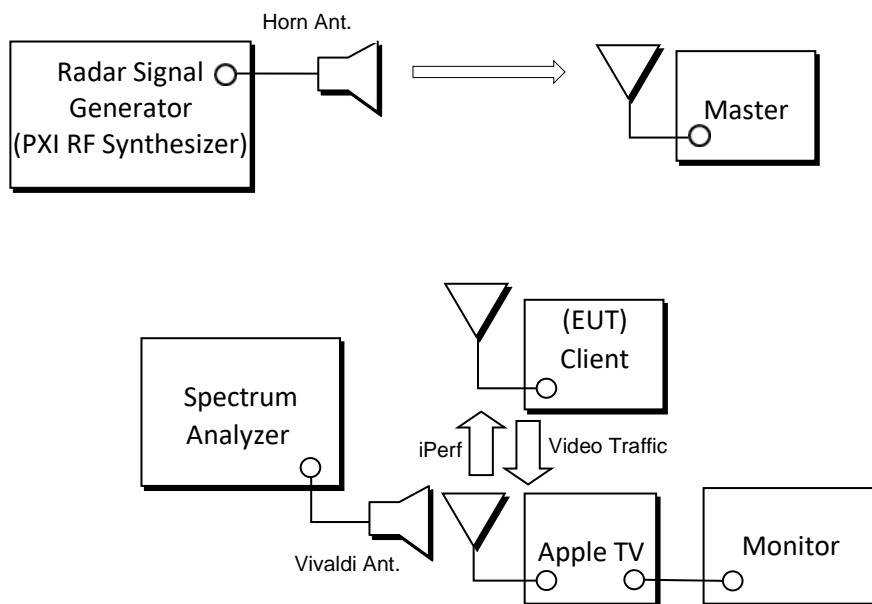 Horn Ant.
Radar Signal
Generator
(PXI RF Synthesizer)
Master
(EUT)
Client
Spectrum
Analyzer
iPerf
Video Traffic
Vivaldi Ant.
Apple TV
Monitor